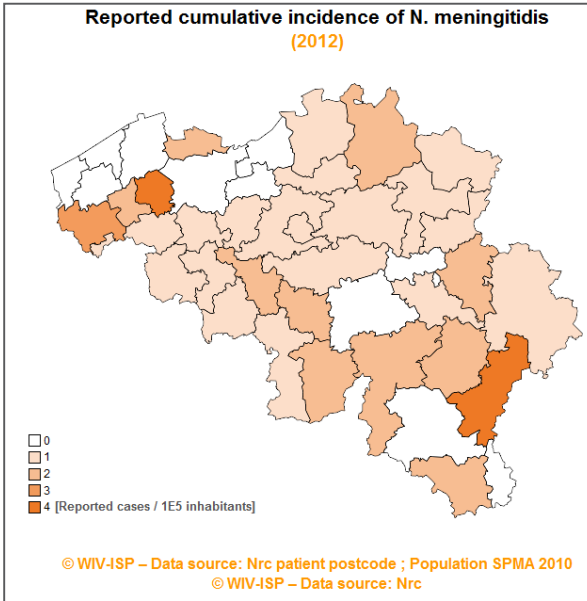 Reported cumulative incidence of N. meningitidis
(2012)
0
1
2
3
4 [Reported cases / 1E5 inhabitants]
© WIV-ISP – Data source: Nrc patient postcode ; Population SPMA 2010
© WIV-ISP – Data source: Nrc